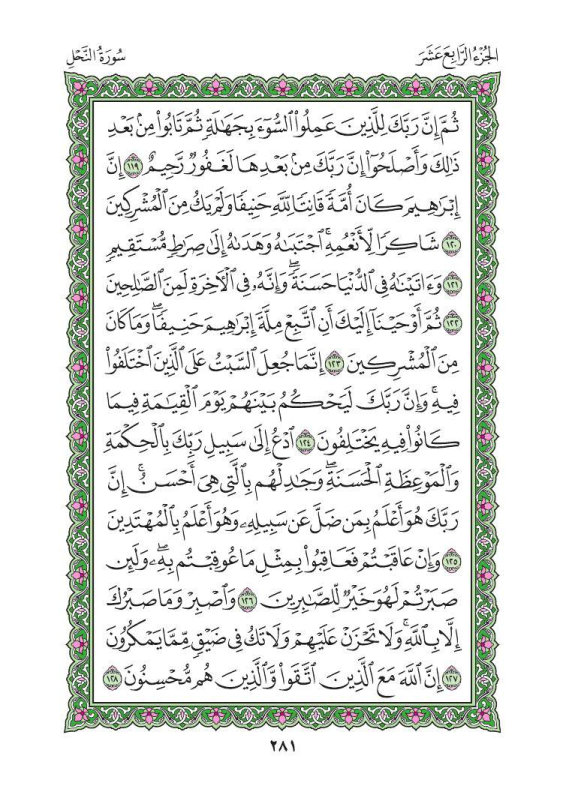 الجُزْءُ الرَّابِعَ عَشَرَ
سُورَةُ النَّحْلِ
ثُمَّ إِنَّ رَبَّكَ لِلَّذِينَ عَمِلُواْ ٱلسُّوٓءَ بِجَهَٰلَةٖ ثُمَّ تَابُواْ مِنۢ بَعۡدِ
ذَٰلِكَ وَأَصۡلَحُوٓاْ إِنَّ رَبَّكَ مِنۢ بَعۡدِهَا لَغَفُورٞ رَّحِيمٌ ١١٩ إِنَّ
إِبۡرَٰهِيمَ كَانَ أُمَّةٗ قَانِتٗا لِّلَّهِ حَنِيفٗا وَلَمۡ يَكُ مِنَ ٱلۡمُشۡرِكِينَ
١٢٠ شَاكِرٗا لِّأَنۡعُمِهِۚ ٱجۡتَبَىٰهُ وَهَدَىٰهُ إِلَىٰ صِرَٰطٖ مُّسۡتَقِيمٖ
١٢١ وَءَاتَيۡنَٰهُ فِي ٱلدُّنۡيَا حَسَنَةٗۖ وَإِنَّهُۥ فِي ٱلۡأٓخِرَةِ لَمِنَ ٱلصَّٰلِحِينَ
١٢٢ ثُمَّ أَوۡحَيۡنَآ إِلَيۡكَ أَنِ ٱتَّبِعۡ مِلَّةَ إِبۡرَٰهِيمَ حَنِيفٗاۖ وَمَا كَانَ
مِنَ ٱلۡمُشۡرِكِينَ ١٢٣ إِنَّمَا جُعِلَ ٱلسَّبۡتُ عَلَى ٱلَّذِينَ ٱخۡتَلَفُواْ
فِيهِۚ وَإِنَّ رَبَّكَ لَيَحۡكُمُ بَيۡنَهُمۡ يَوۡمَ ٱلۡقِيَٰمَةِ فِيمَا
كَانُواْ فِيهِ يَخۡتَلِفُونَ ١٢٤ ٱدۡعُ إِلَىٰ سَبِيلِ رَبِّكَ بِٱلۡحِكۡمَةِ
وَٱلۡمَوۡعِظَةِ ٱلۡحَسَنَةِۖ وَجَٰدِلۡهُم بِٱلَّتِي هِيَ أَحۡسَنُۚ إِنَّ
رَبَّكَ هُوَ أَعۡلَمُ بِمَن ضَلَّ عَن سَبِيلِهِۦ وَهُوَ أَعۡلَمُ بِٱلۡمُهۡتَدِينَ
١٢٥ وَإِنۡ عَاقَبۡتُمۡ فَعَاقِبُواْ بِمِثۡلِ مَا عُوقِبۡتُم بِهِۦۖ وَلَئِن
صَبَرۡتُمۡ لَهُوَ خَيۡرٞ لِّلصَّٰبِرِينَ ١٢٦ وَٱصۡبِرۡ وَمَا صَبۡرُكَ
إِلَّا بِٱللَّهِۚ وَلَا تَحۡزَنۡ عَلَيۡهِمۡ وَلَا تَكُ فِي ضَيۡقٖ مِّمَّا يَمۡكُرُونَ
١٢٧ إِنَّ ٱللَّهَ مَعَ ٱلَّذِينَ ٱتَّقَواْ وَّٱلَّذِينَ هُم مُّحۡسِنُونَ ١٢٨
٢٨١